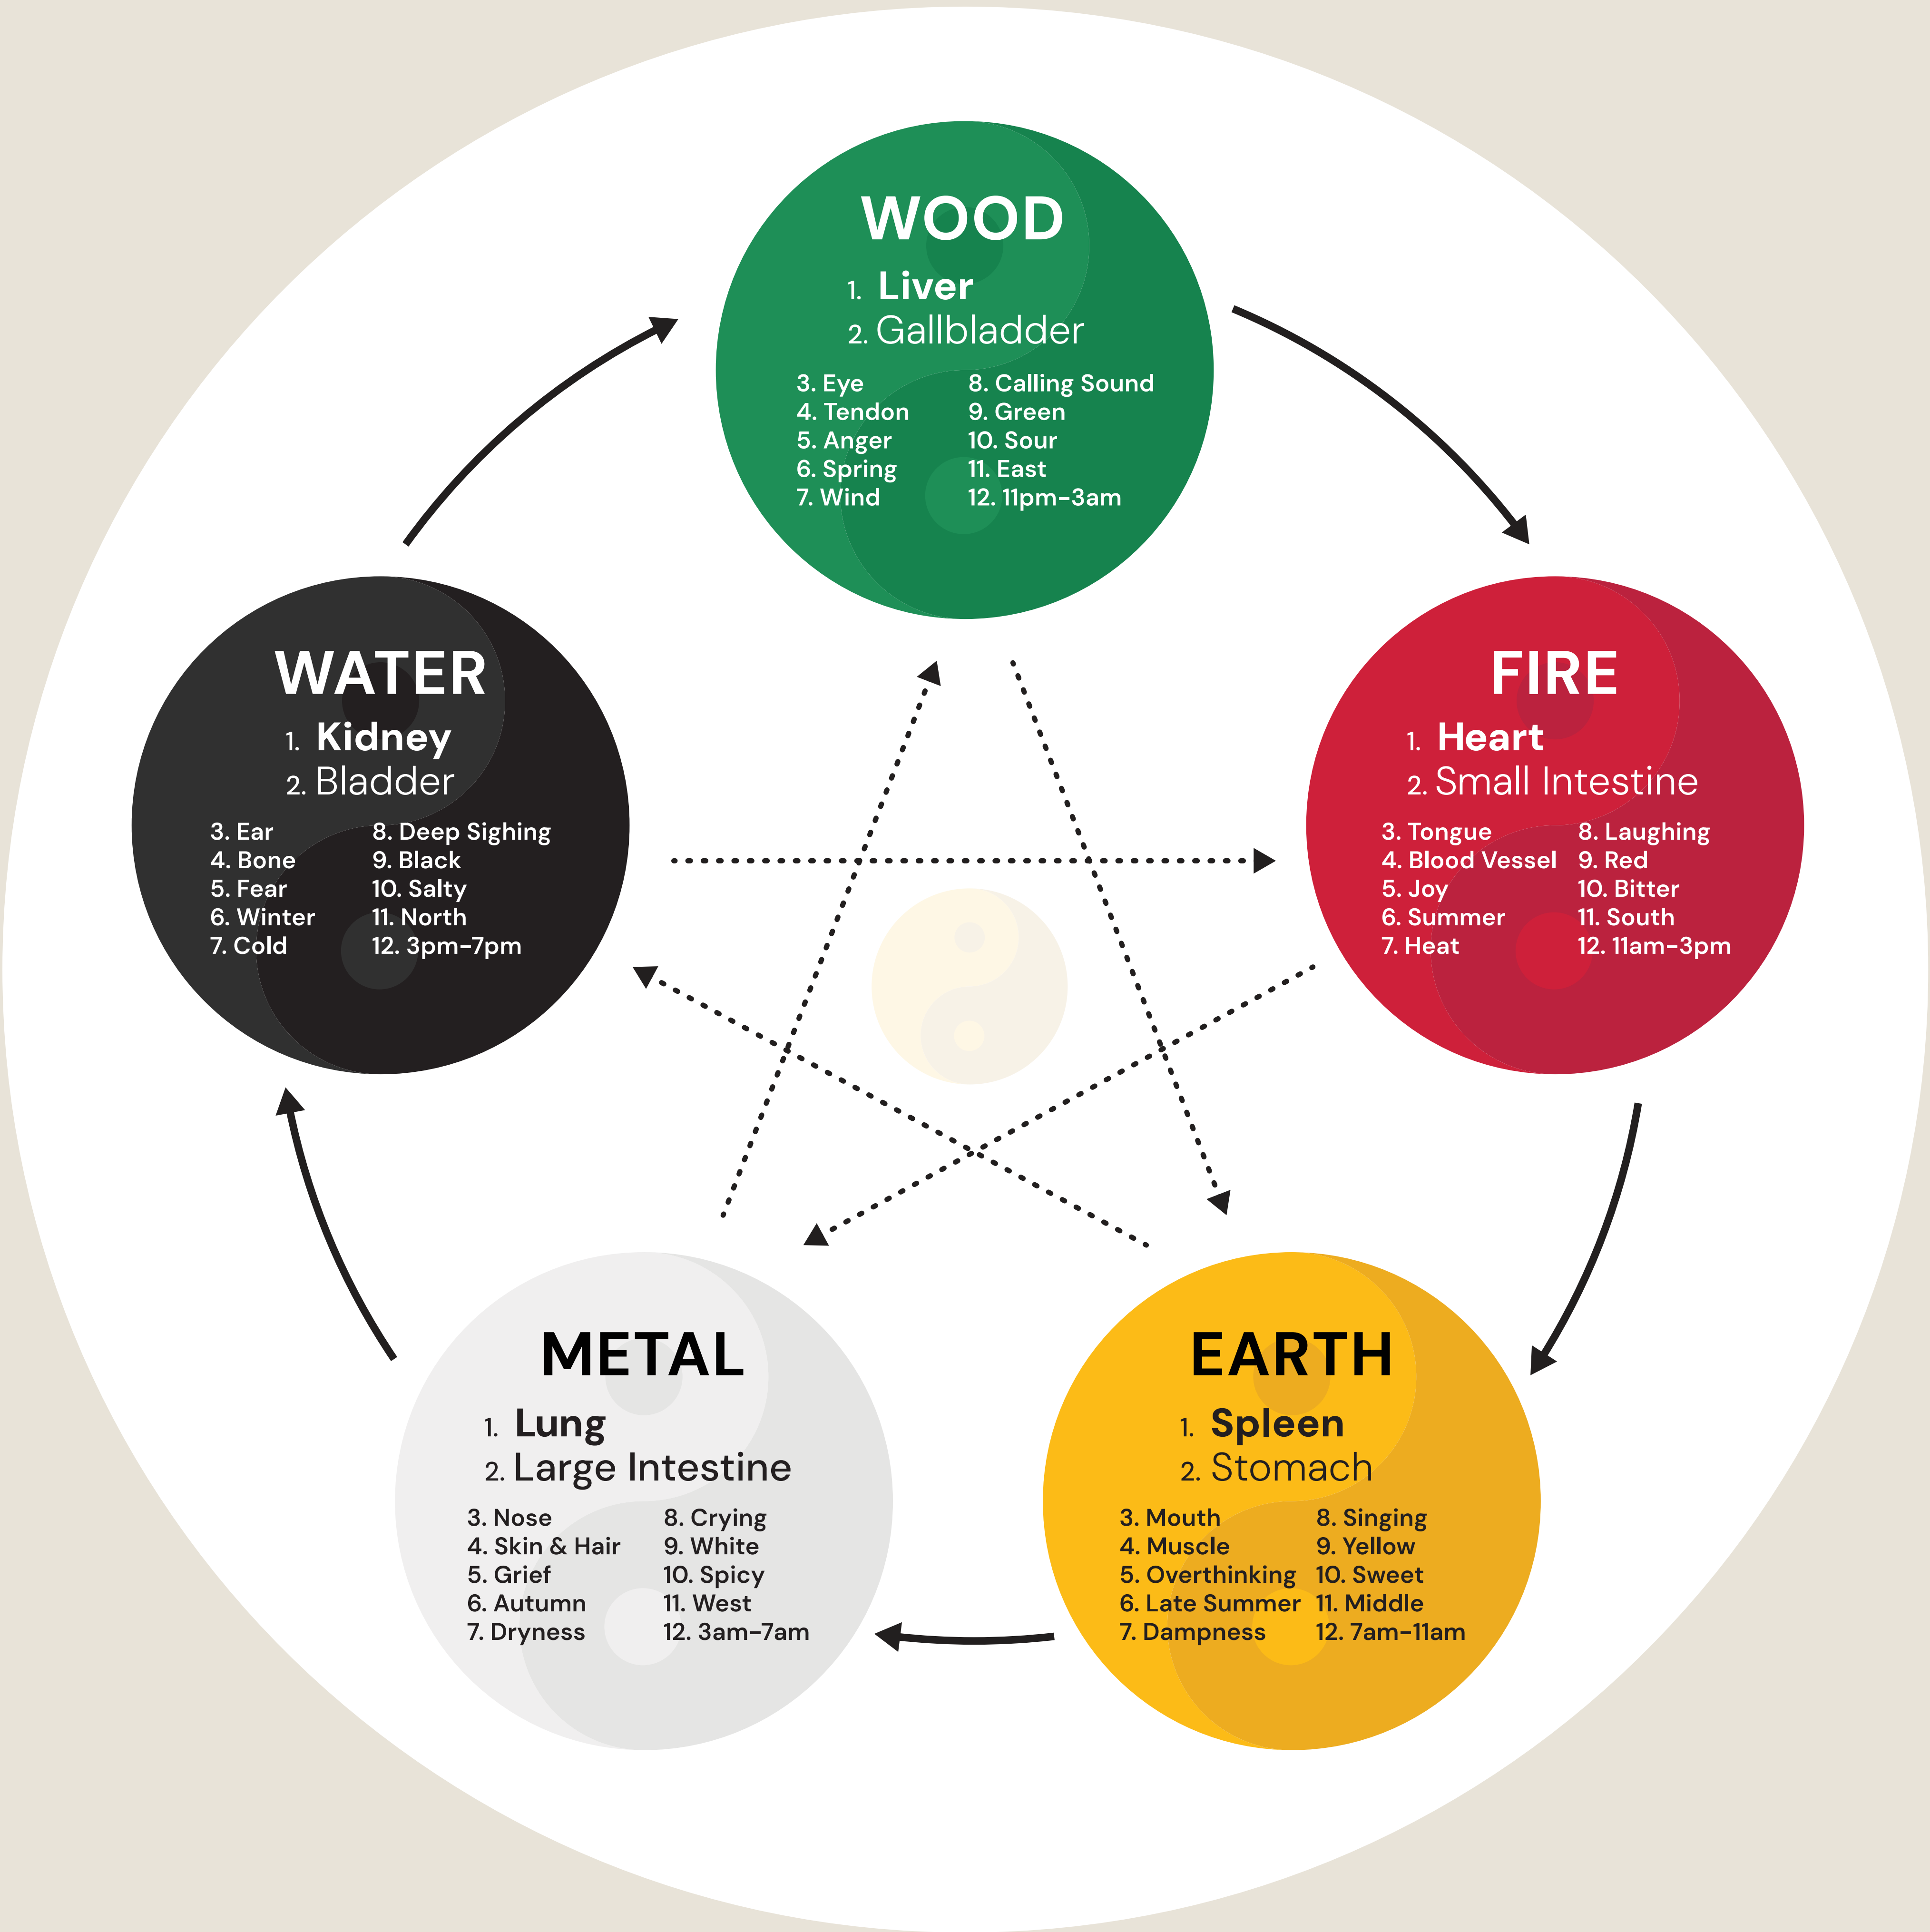 WOOD
1. Liver
2. Gallbladder
3. Eye
4. Tendon
5. Anger
6. Spring
7. Wind
8. Calling Sound
9. Green
10. Sour
11. East
12. 11pm-3am
WATER
1. Kidney
2. Bladder
3. Ear
4. Bone
5. Fear
6. Winter
7. Cold
8. Deep Sighing
9. Black
10. Salty
11. North
12. 3pm-7pm
FIRE
1. Heart
2. Small Intestine
3. Tongue
4. Blood Vessel
5. Joy
6. Summer
7. Heat
8. Laughing
9. Red
10. Bitter
11. South
12. 11am-3pm
METAL
1. Lung
2. Large Intestine
3. Nose
4. Skin & Hair
5. Grief
6. Autumn
7. Dryness
8. Crying
9. White
10. Spicy
11. West
12. 3am-7am
EARTH
1. Spleen
2. Stomach
3. Mouth
4. Muscle
5. Overthinking
6. Late Summer
7. Dampness
8. Singing
9. Yellow
10. Sweet
11. Middle
12. 7am-11am